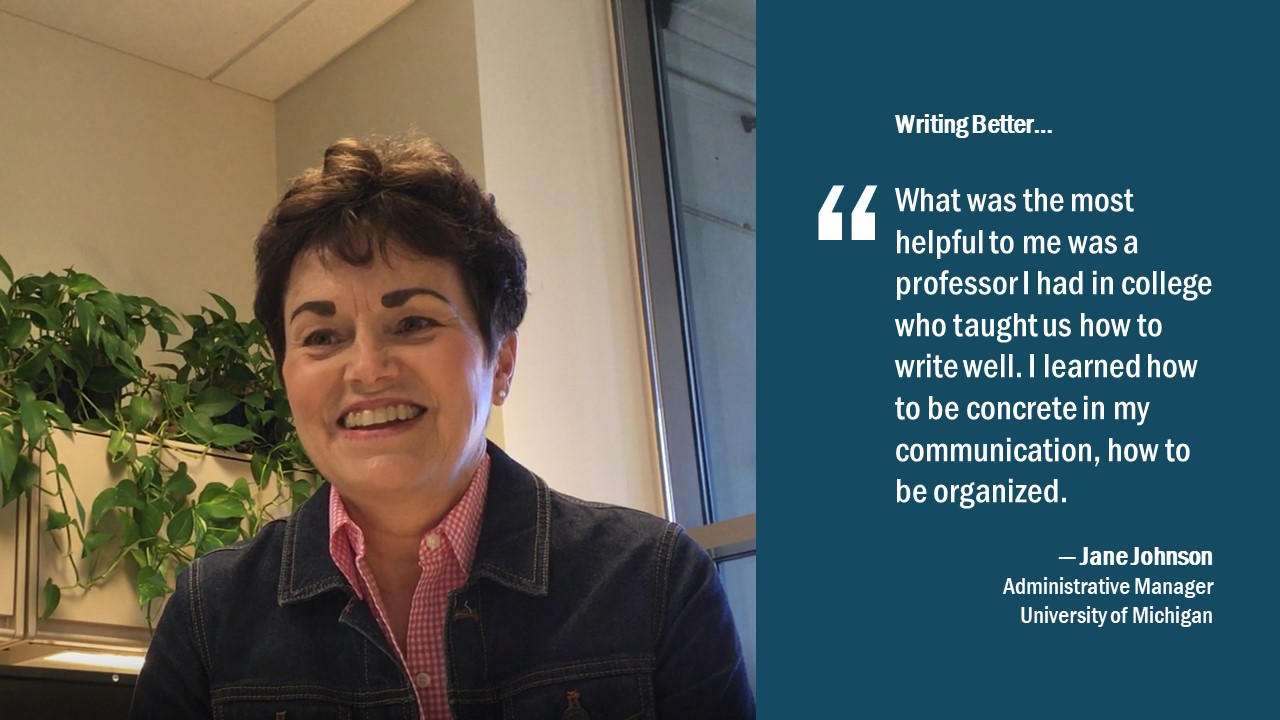 Writing Better...
“
What was the most
helpful to me was a
professor I had in college
who taught us how to
write well. I learned how
to be concrete in my
communication, how to
be organized.
— Jane Johnson
Administrative Manager
University of Michigan